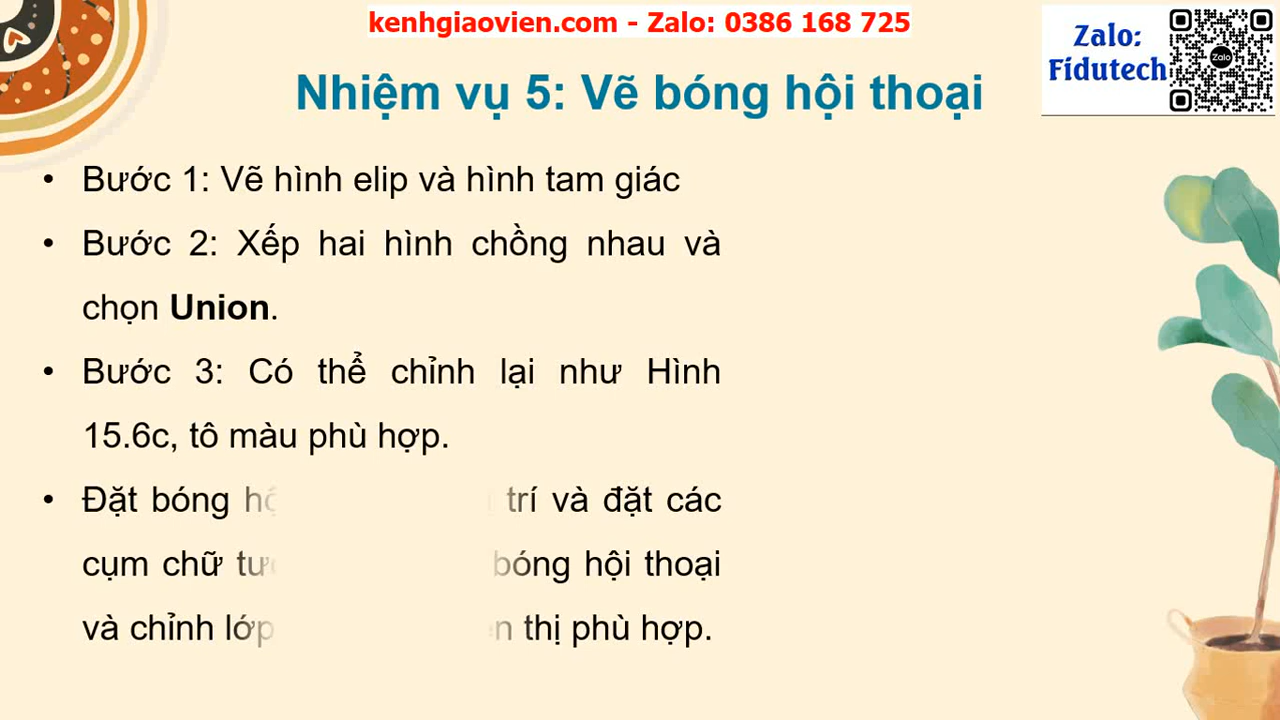 kenhgiaovien.com - Zalo: 0386 168 725
Zalo:
Fidutech
Zalo
Nhiệm vụ 5: Vẽ bóng hội thoại
• Bước 1: Vẽ hình elip và hình tam giác
• Bước 2: Xếp hai hình chồng nhau và
chọn Union.
• Bước 3: Có thể chỉnh lại như Hình
15.6c, tô màu phù hợp.
• Đặt bóng trí và đặt các
cụm chữ bóng hội thoại
và chỉnh lớp thị phù hợp.